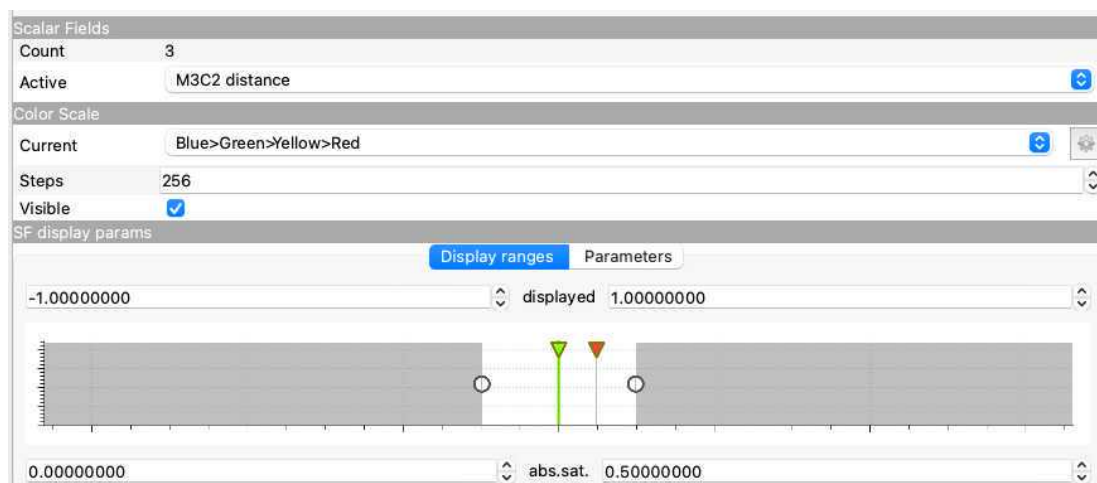 Scalar Fields
Count 3
Active M3C2 distance
Color Scale
Current Blue>Green>Yellow>Red
Steps 256
Visible
SF display params
Display ranges Parameters
-1.00000000 displayed 1.00000000
0.00000000 abs.sat. 0.50000000